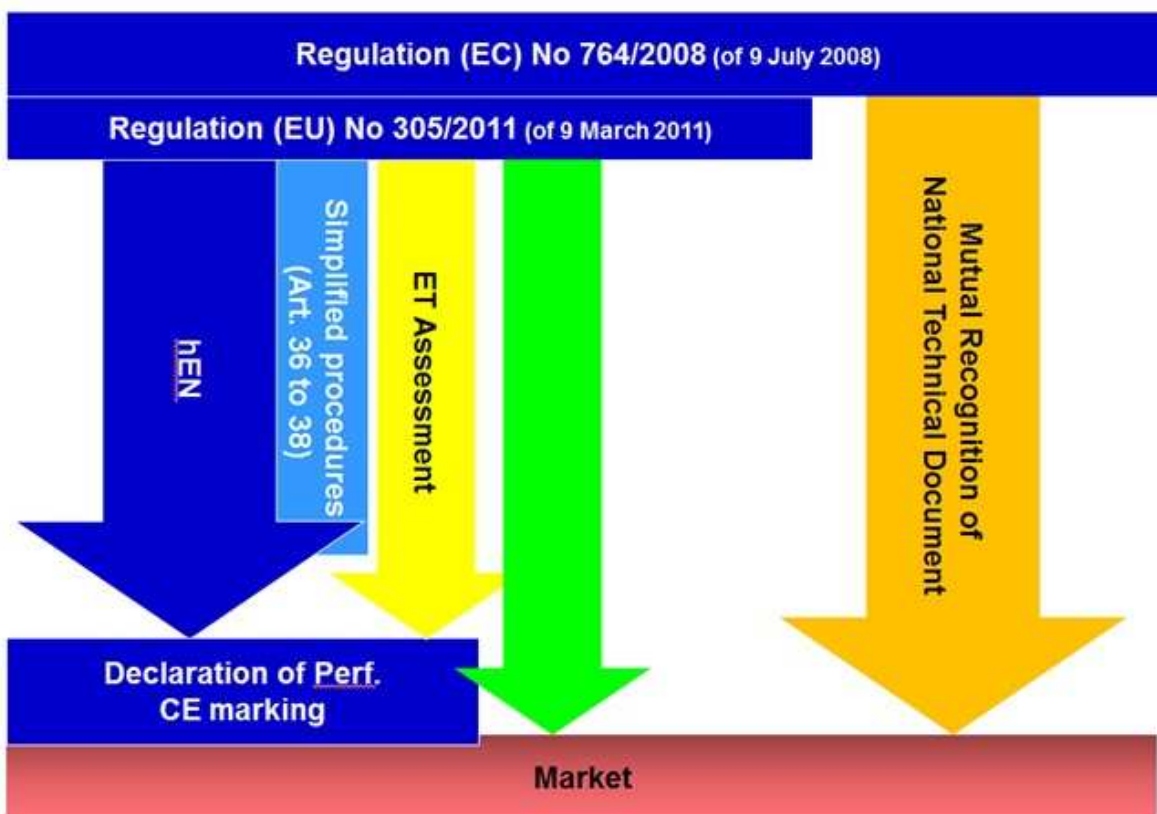 Regulation (EC) No 764/2008 (of 9 July 2008)
Regulation (EU) No 305/2011 (of 9 March 2011)
hEN
Simplified procedures
(Art. 36 to 38)
ET Assessment
Mutual Recognition of
National Technical Document
Declaration of Perf.
CE marking
Market